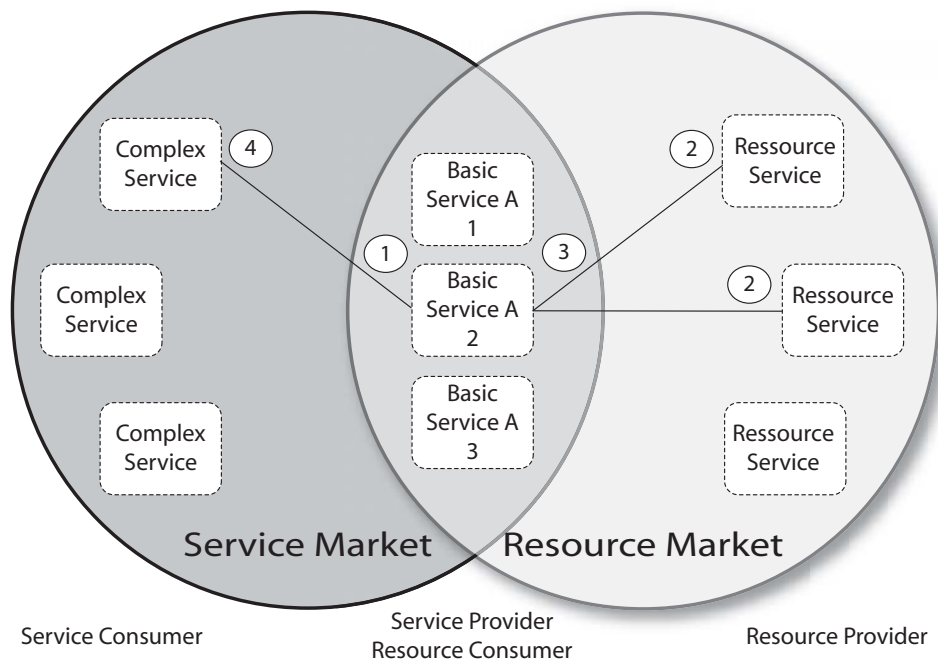 Complex
Service
4
Complex
Service
Complex
Service
1
Basic
Service A
1
Basic
Service A
2
Basic
Service A
3
3
2
Ressource
Service
2
Ressource
Service
Ressource
Service
Service Market
Resource Market
Service Consumer
Service Provider
Resource Consumer
Resource Provider